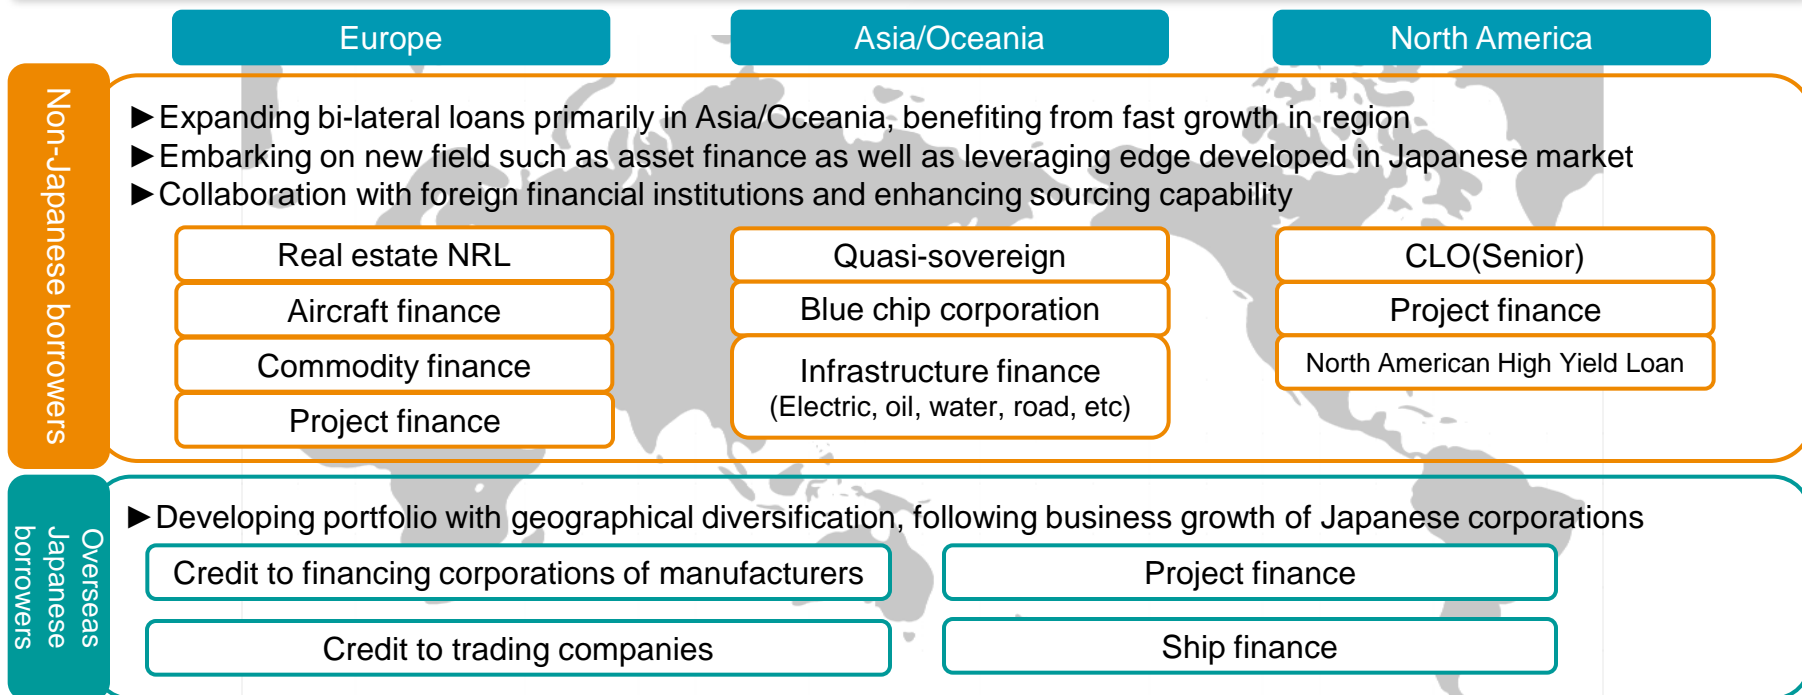 Europe
Asia/Oceania
North America
Non-Japanese borrowers
►Expanding bi-lateral loans primarily in Asia/Oceania, benefiting from fast growth in region
►Embarking on new field such as asset finance as well as leveraging edge developed in Japanese market
►Collaboration with foreign financial institutions and enhancing sourcing capability
Real estate NRL
Aircraft finance
Commodity finance
Project finance
Quasi-sovereign
Blue chip corporation
Infrastructure finance
(Electric, oil, water, road, etc)
CLO(Senior)
Project finance
North American High Yield Loan
Overseas
Japanese
borrowers
►Developing portfolio with geographical diversification, following business growth of Japanese corporations
Credit to financing corporations of manufacturers
Project finance
Credit to trading companies
Ship finance